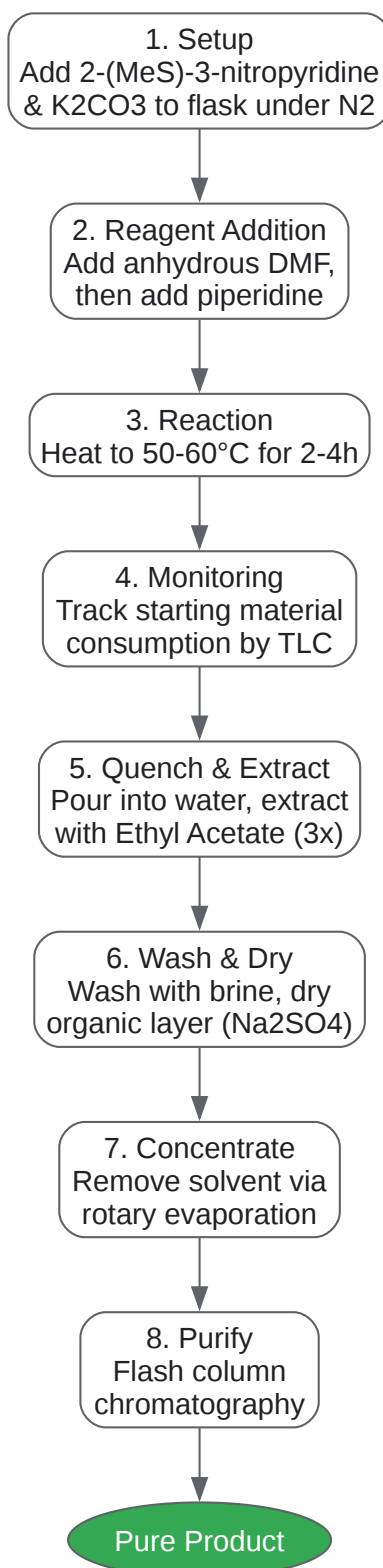 1. Setup
Add 2-(MeS)-3-nitropyridine
& K2CO3 to flask under N2
2. Reagent Addition
Add anhydrous DMF,
then add piperidine
3. Reaction
Heat to 50-60°C for 2-4h
4. Monitoring
Track starting material
consumption by TLC
5. Quench & Extract
Pour into water, extract
with Ethyl Acetate (3x)
6. Wash & Dry
Wash with brine, dry
organic layer (Na2SO4)
7. Concentrate
Remove solvent via
rotary evaporation
8. Purify
Flash column
chromatography
Pure Product